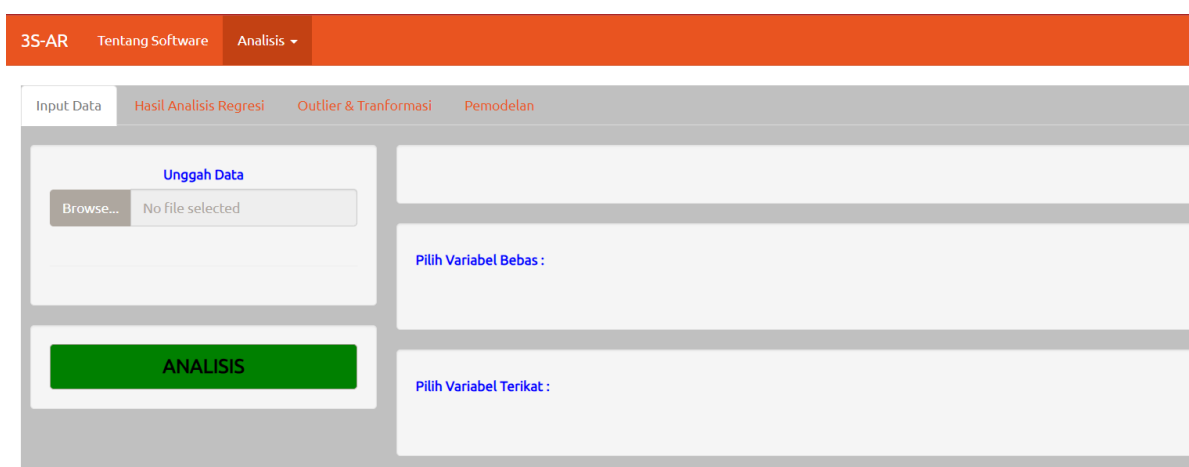 3S-AR Tentang Software Analisis
Input Data Hasil Analisis Regresi Outlier & Tranformasi Pemodelan
Unggah Data
Browse... No file selected
ANALISIS
Pilih Variabel Bebas :
Pilih Variabel Terikat :